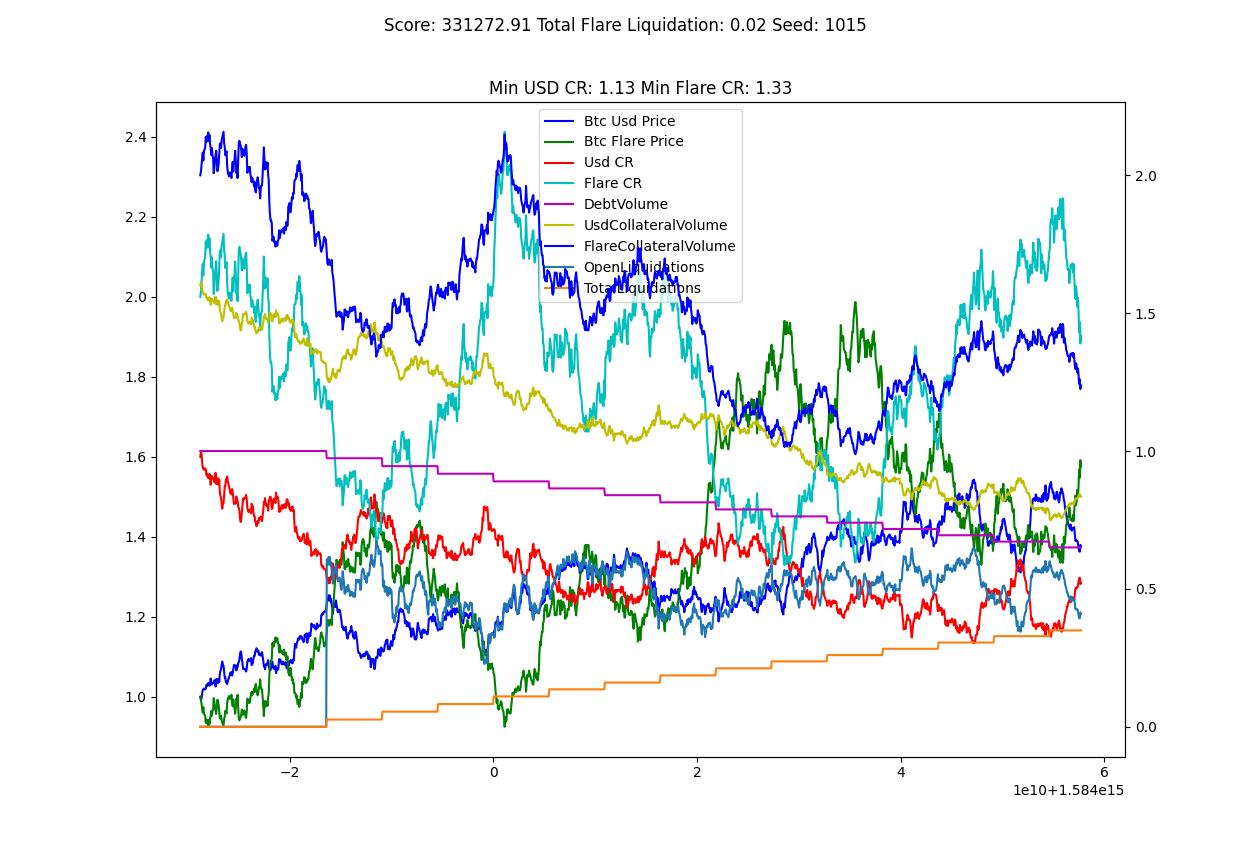 Score: 331272.91 Total Flare Liquidation: 0.02 Seed: 1015
Min USD CR: 1.13 Min Flare CR: 1.33
Btc Usd Price
Btc Flare Price
Usd CR
Flare CR
DebtVolume
UsdCollateralVolume
FlareCollateralVolume
OpenLiquidations
TotalLiquidations
2.4
2.2
2.0
1.8
1.6
1.4
1.2
1.0
2.0
1.5
1.0
0.5
0.0
−2
0
2
4
6
1e10+1.584e15